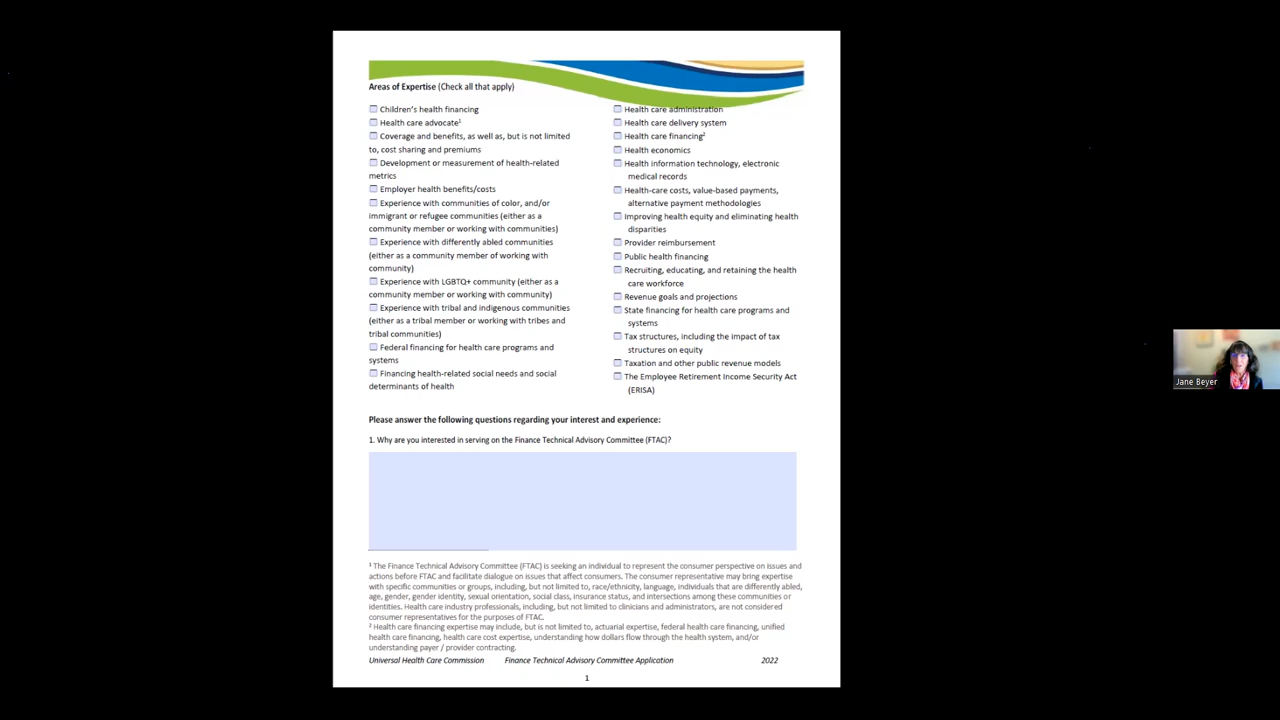 Areas of Expertise (Check all that apply)
Children's health financing
Health care advocate1
Coverage and benefits, as well as, but is not limited
to, cost sharing and premiums
Development or measurement of health-related
metrics
Employer health benefits/costs
Experience with communities of color, and/or
immigrant or refugee communities (either as a
community member or working with communities)
Experience with differently abled communities
(either as a community member of working with
community)
Experience with LGBTQ+ community (either as a
community member or working with community)
Experience with tribal and indigenous communities
(either as a tribal member or working with tribes and
tribal communities)
Federal financing for health care programs and
systems
Financing health-related social needs and social
determinants of health
Health care administration
Health care delivery system
Health care financing2
Health economics
Health information technology, electronic
medical records
Health-care costs, value-based payments,
alternative payment methodologies
Improving health equity and eliminating health
disparities
Provider reimbursement
Public health financing
Recruiting, educating, and retaining the health
care workforce
Revenue goals and projections
State financing for health care programs and
systems
Tax structures, including the impact of tax
structures on equity
Taxation and other public revenue models
The Employee Retirement Income Security Act
(ERISA)
Please answer the following questions regarding your interest and experience:
1. Why are you interested in serving on the Finance Technical Advisory Committee (FTAC)?
1 The Finance Technical Advisory Committee (FTAC) is seeking an individual to represent the consumer perspective on issues and
actions before FTAC and facilitate dialogue on issues that affect consumers. The consumer representative may bring expertise
with specific communities or groups, including, but not limited to, race/ethnicity, language, individuals that are differently abled,
age, gender, gender identity, sexual orientation, social class, insurance status, and intersections among these communities or
identities. Health care industry professionals, including, but not limited to clinicians and administrators, are not considered
consumer representatives for the purposes of FTAC.
2 Health care financing expertise may include, but is not limited to, actuarial expertise, federal health care financing, unified
health care financing, health care cost expertise, understanding how dollars flow through the health system, and/or
understanding payer / provider contracting.
Universal Health Care Commission Finance Technical Advisory Committee Application 2022
1
Jane Beyer